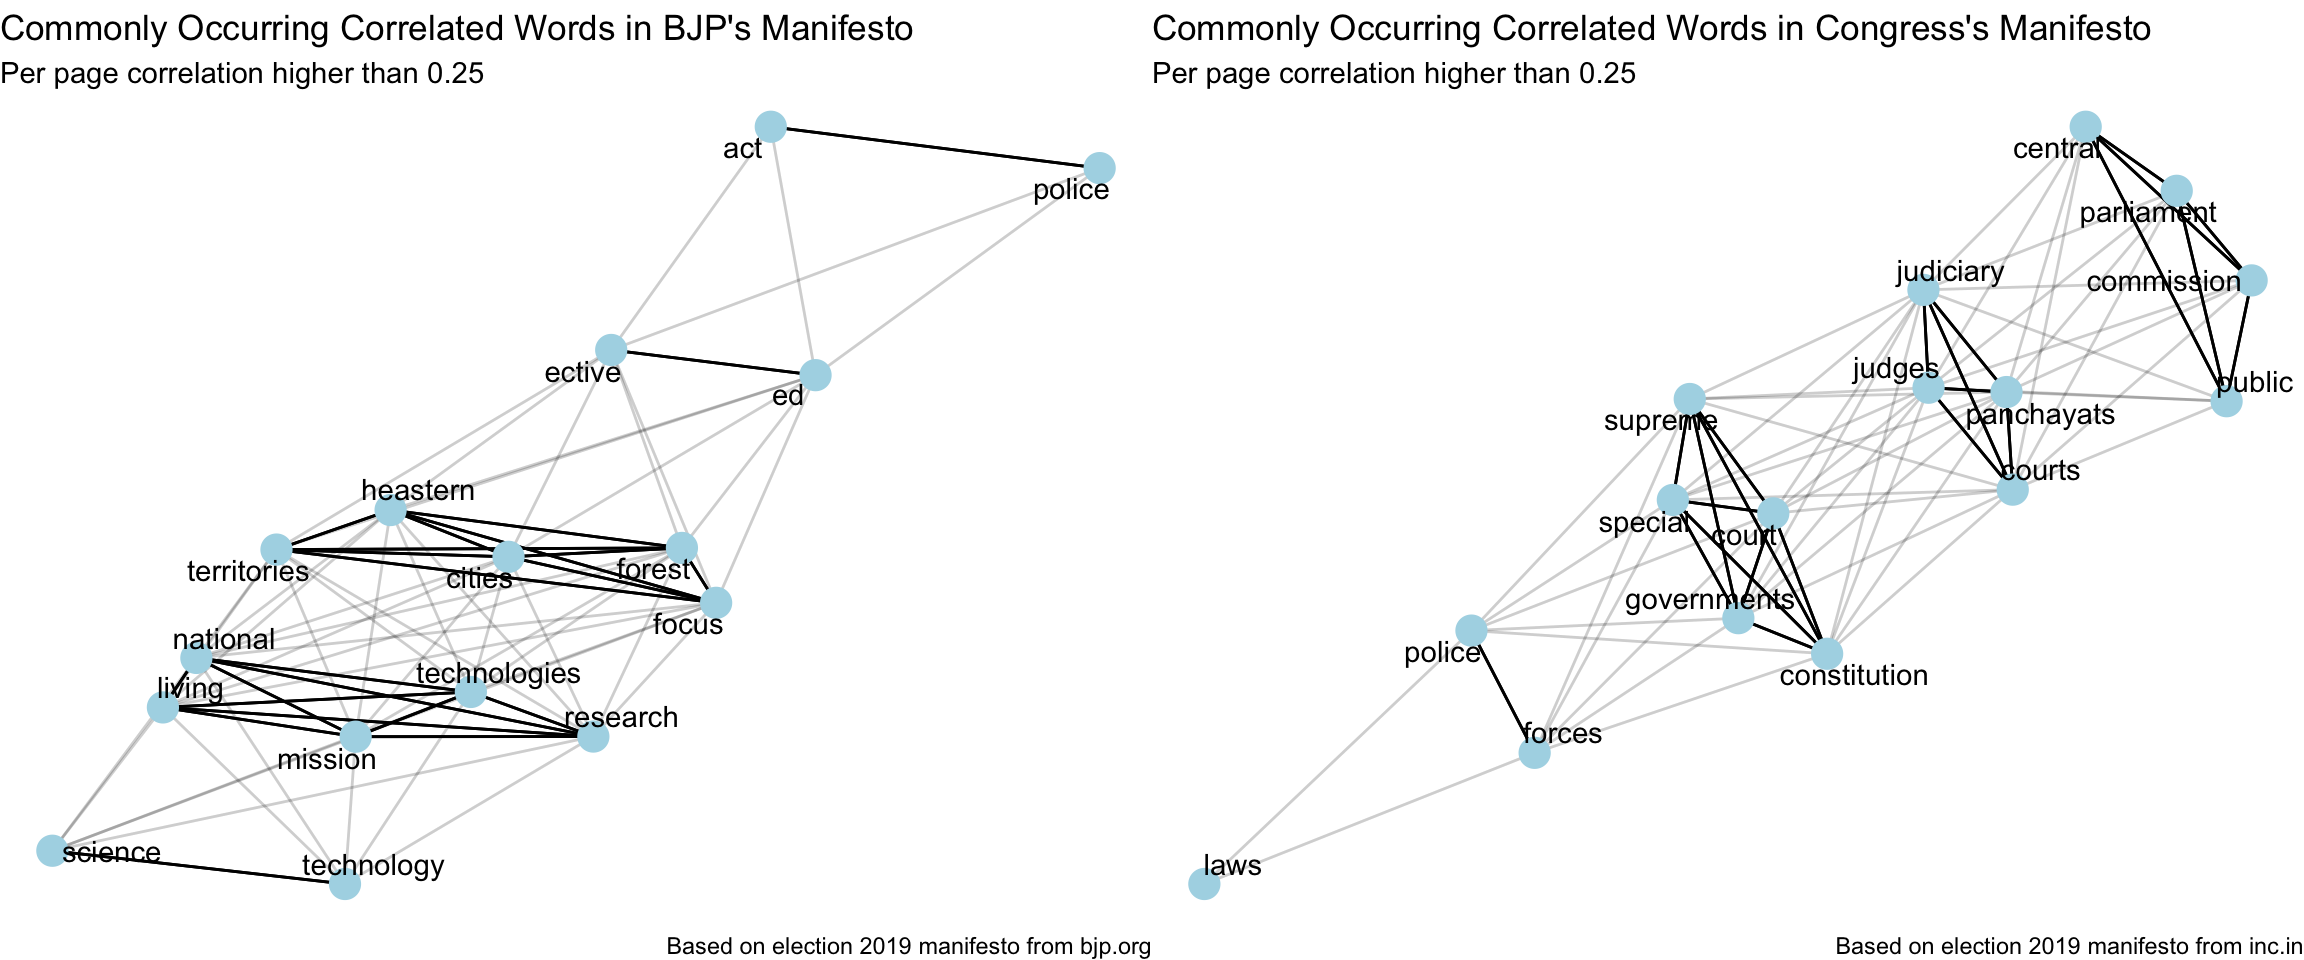 Commonly Occurring Correlated Words in BJP's Manifesto
Per page correlation higher than 0.25
act
police
ective
ed
heastern
territories
cities
forest
focus
national
living
technologies
research
mission
science
technology
Based on election 2019 manifesto from bjp.org
Commonly Occurring Correlated Words in Congress's Manifesto
Per page correlation higher than 0.25
central
parliament
judiciary
commission
judges
public
supreme
panchayats
courts
special
court
governments
police
constitution
forces
laws
Based on election 2019 manifesto from inc.in